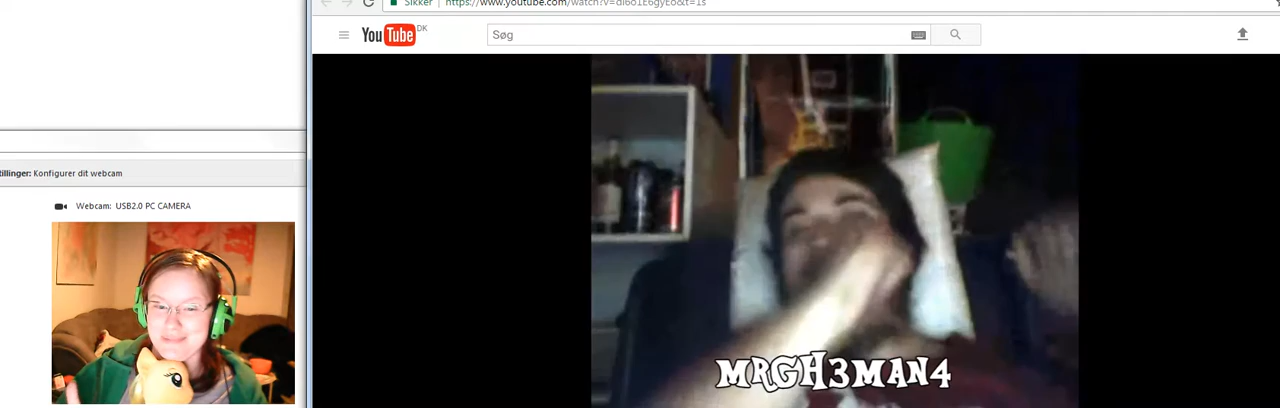 Sikker
https://www.youtube.com/watch?v=
YouTube DK
Søg
tillinger: Konfigurer dit webcam
Webcam: USB2.0 PC CAMERA
MRGH3MAN4